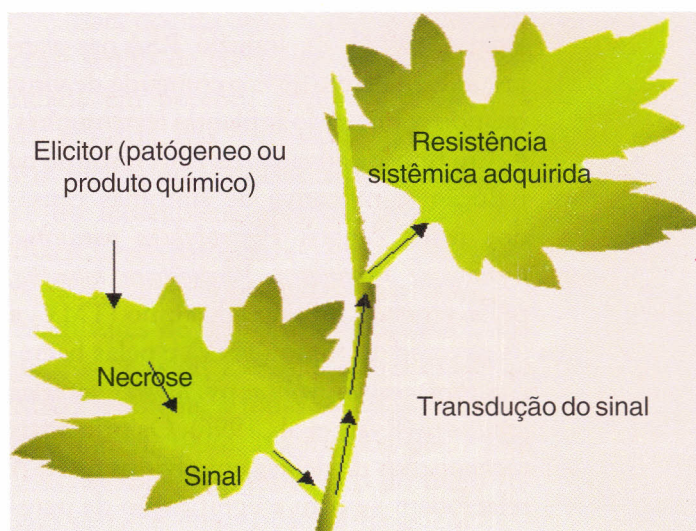 Elicitor (patógeneo ou
produto químico)
Resistência
sistêmica adquirida
Necrose
Transdução do sinal
Sinal